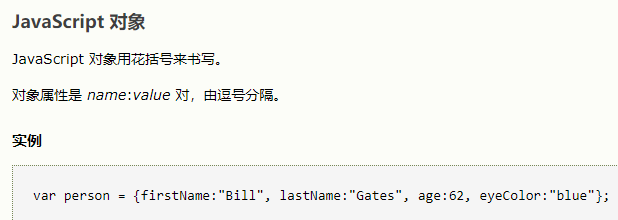 JavaScript 对象
JavaScript 对象用花括号来书写。
对象属性是 name:value 对，由逗号分隔。
实例
var person = {firstName:"Bill", lastName:"Gates", age:62, eyeColor:"blue"};